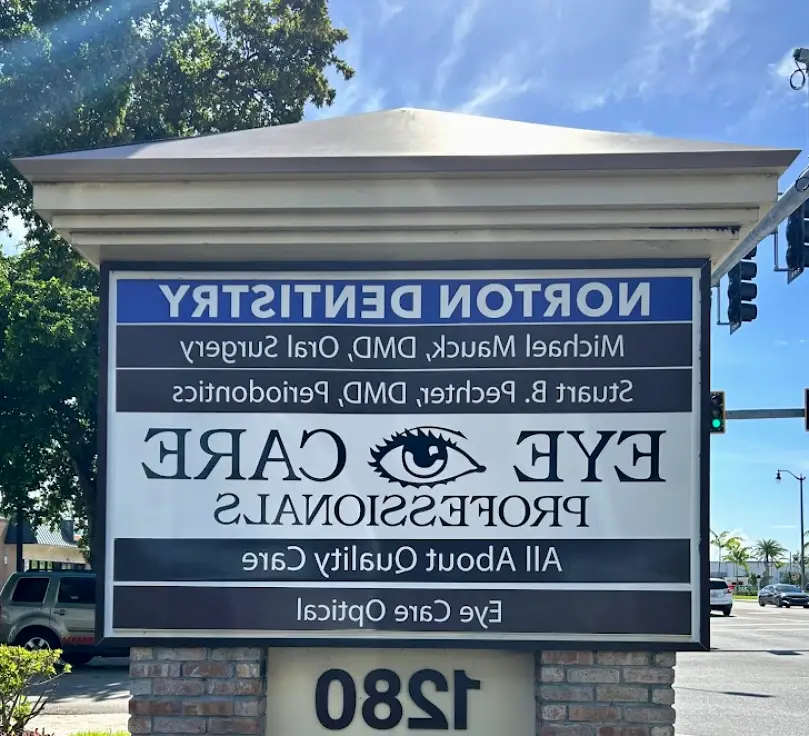 NORTON DENTISTRY
Michael Mauck, DMD, Oral Surgery
Stuart B. Pechter, DMD, Periodontics
EYE CARE
PROFESSIONALS
All About Quality Care
Eye Care Optical
1280